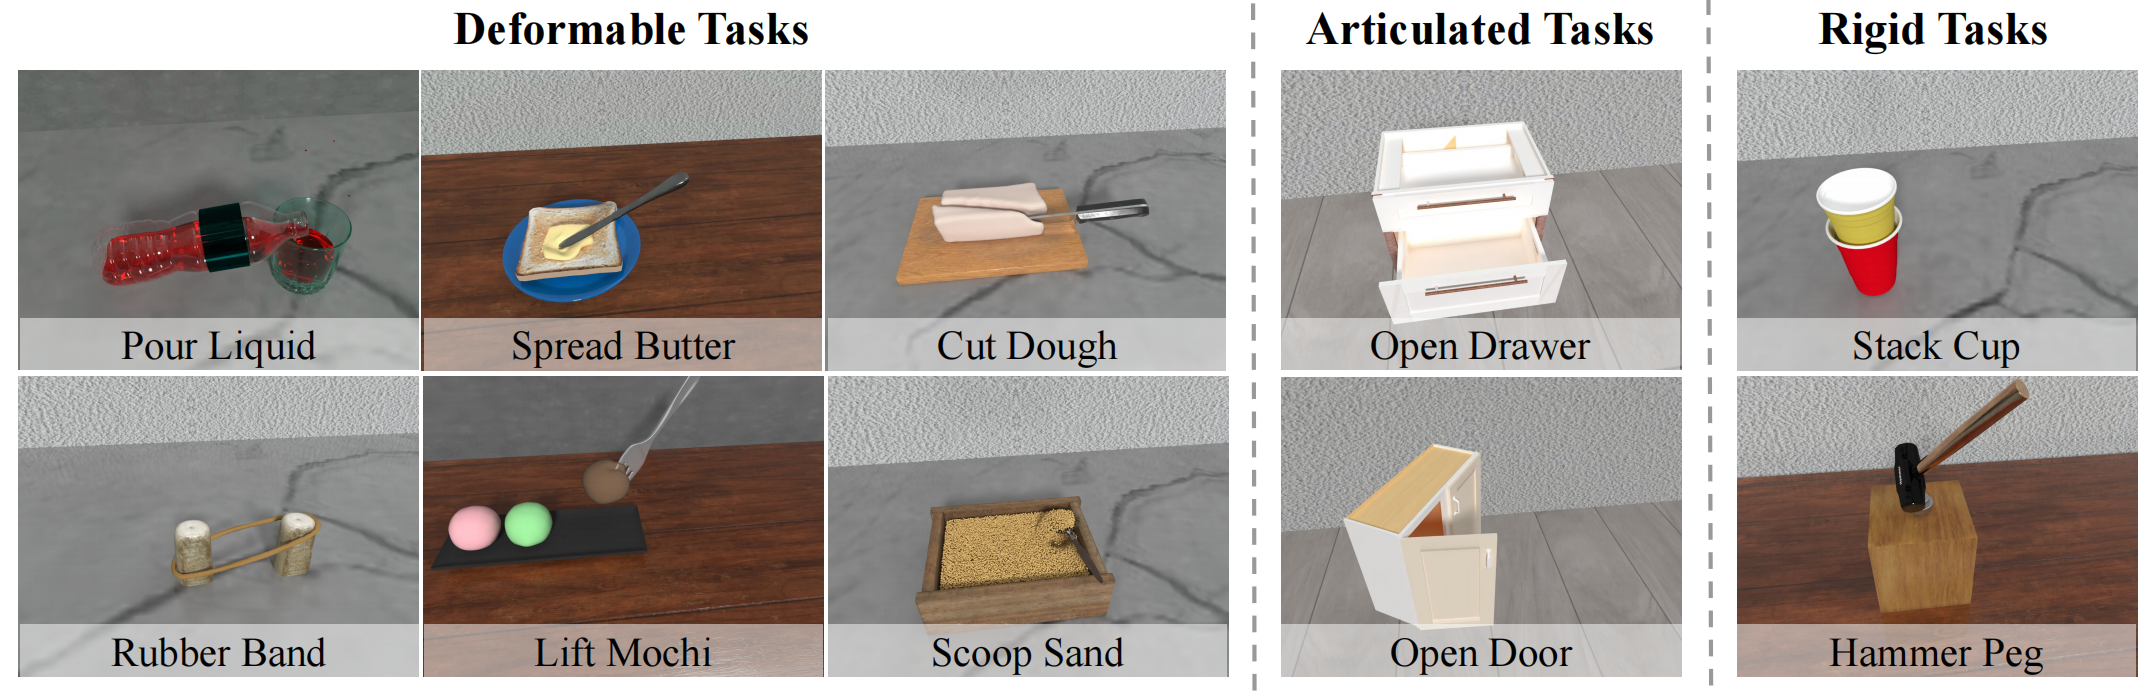 Deformable Tasks
Articulated Tasks
Rigid Tasks
Pour Liquid
Spread Butter
Cut Dough
Open Drawer
Stack Cup
Rubber Band
Lift Mochi
Scoop Sand
Open Door
Hammer Peg